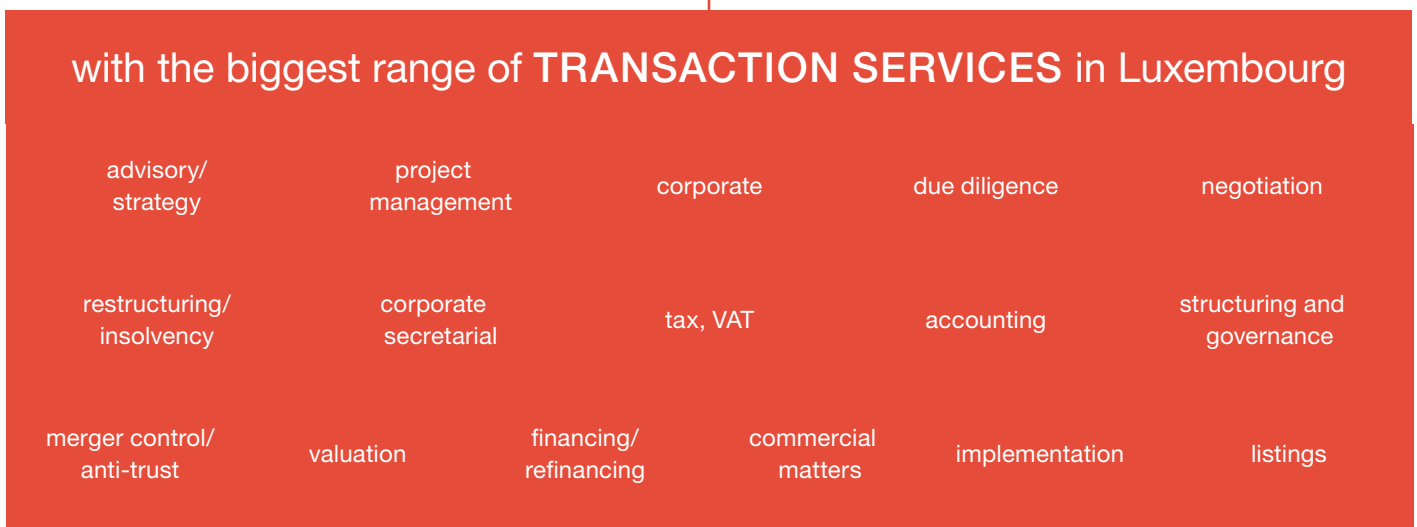 with the biggest range of TRANSACTION SERVICES in Luxembourg
advisory/
strategy
project
management
corporate
due diligence
negotiation
restructuring/
insolvency
corporate
secretarial
tax, VAT
accounting
structuring and
governance
merger control/
anti-trust
valuation
financing/
refinancing
commercial
matters
implementation
listings